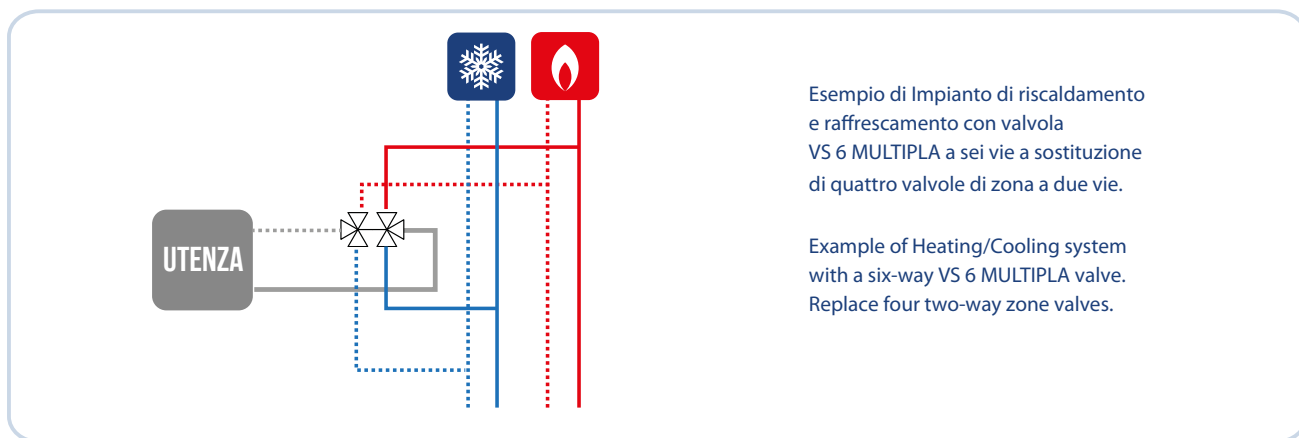 UTENZA
Esempio di Impianto di riscaldamento
e raffrescamento con valvola
VS 6 MULTIPLA a sei vie a sostituzione
di quattro valvole di zona a due vie.
Example of Heating/Cooling system
with a six-way VS 6 MULTIPLA valve.
Replace four two-way zone valves.